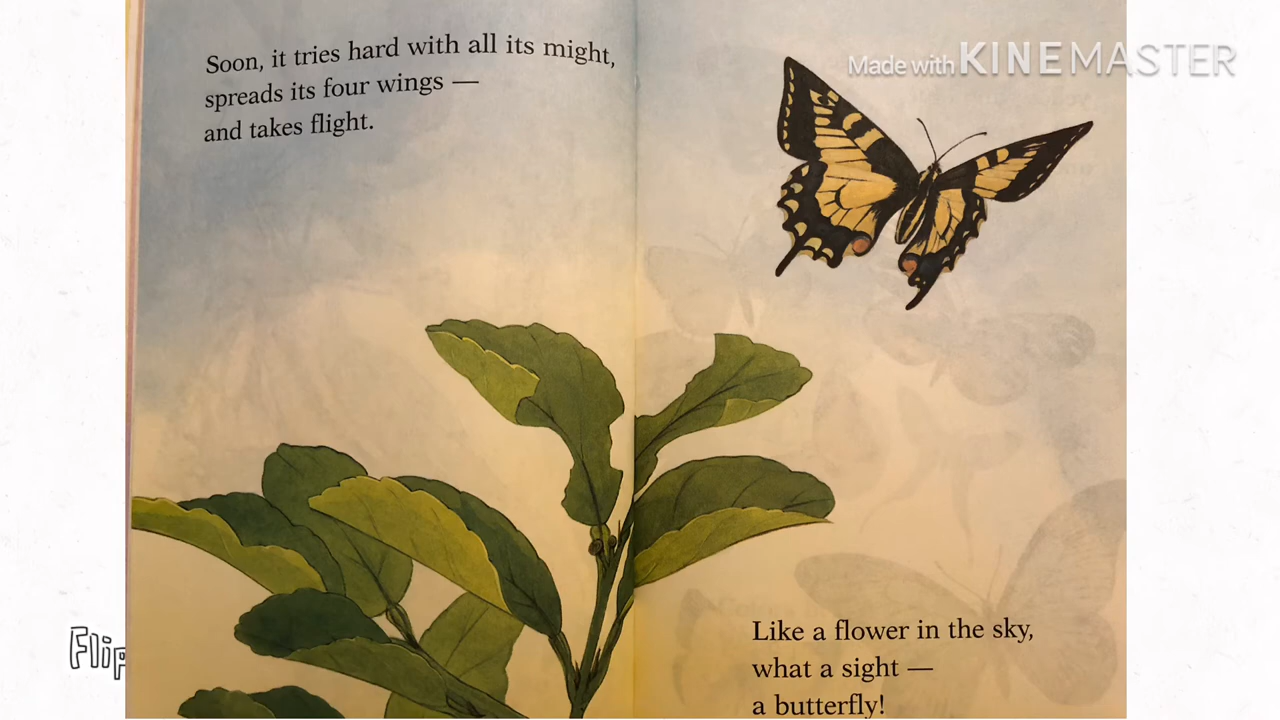 Soon, it tries hard with all its might,
spreads its four wings —
and takes flight.
Made with KINEMASTER
Like a flower in the sky,
what a sight —
a butterfly!
Flip